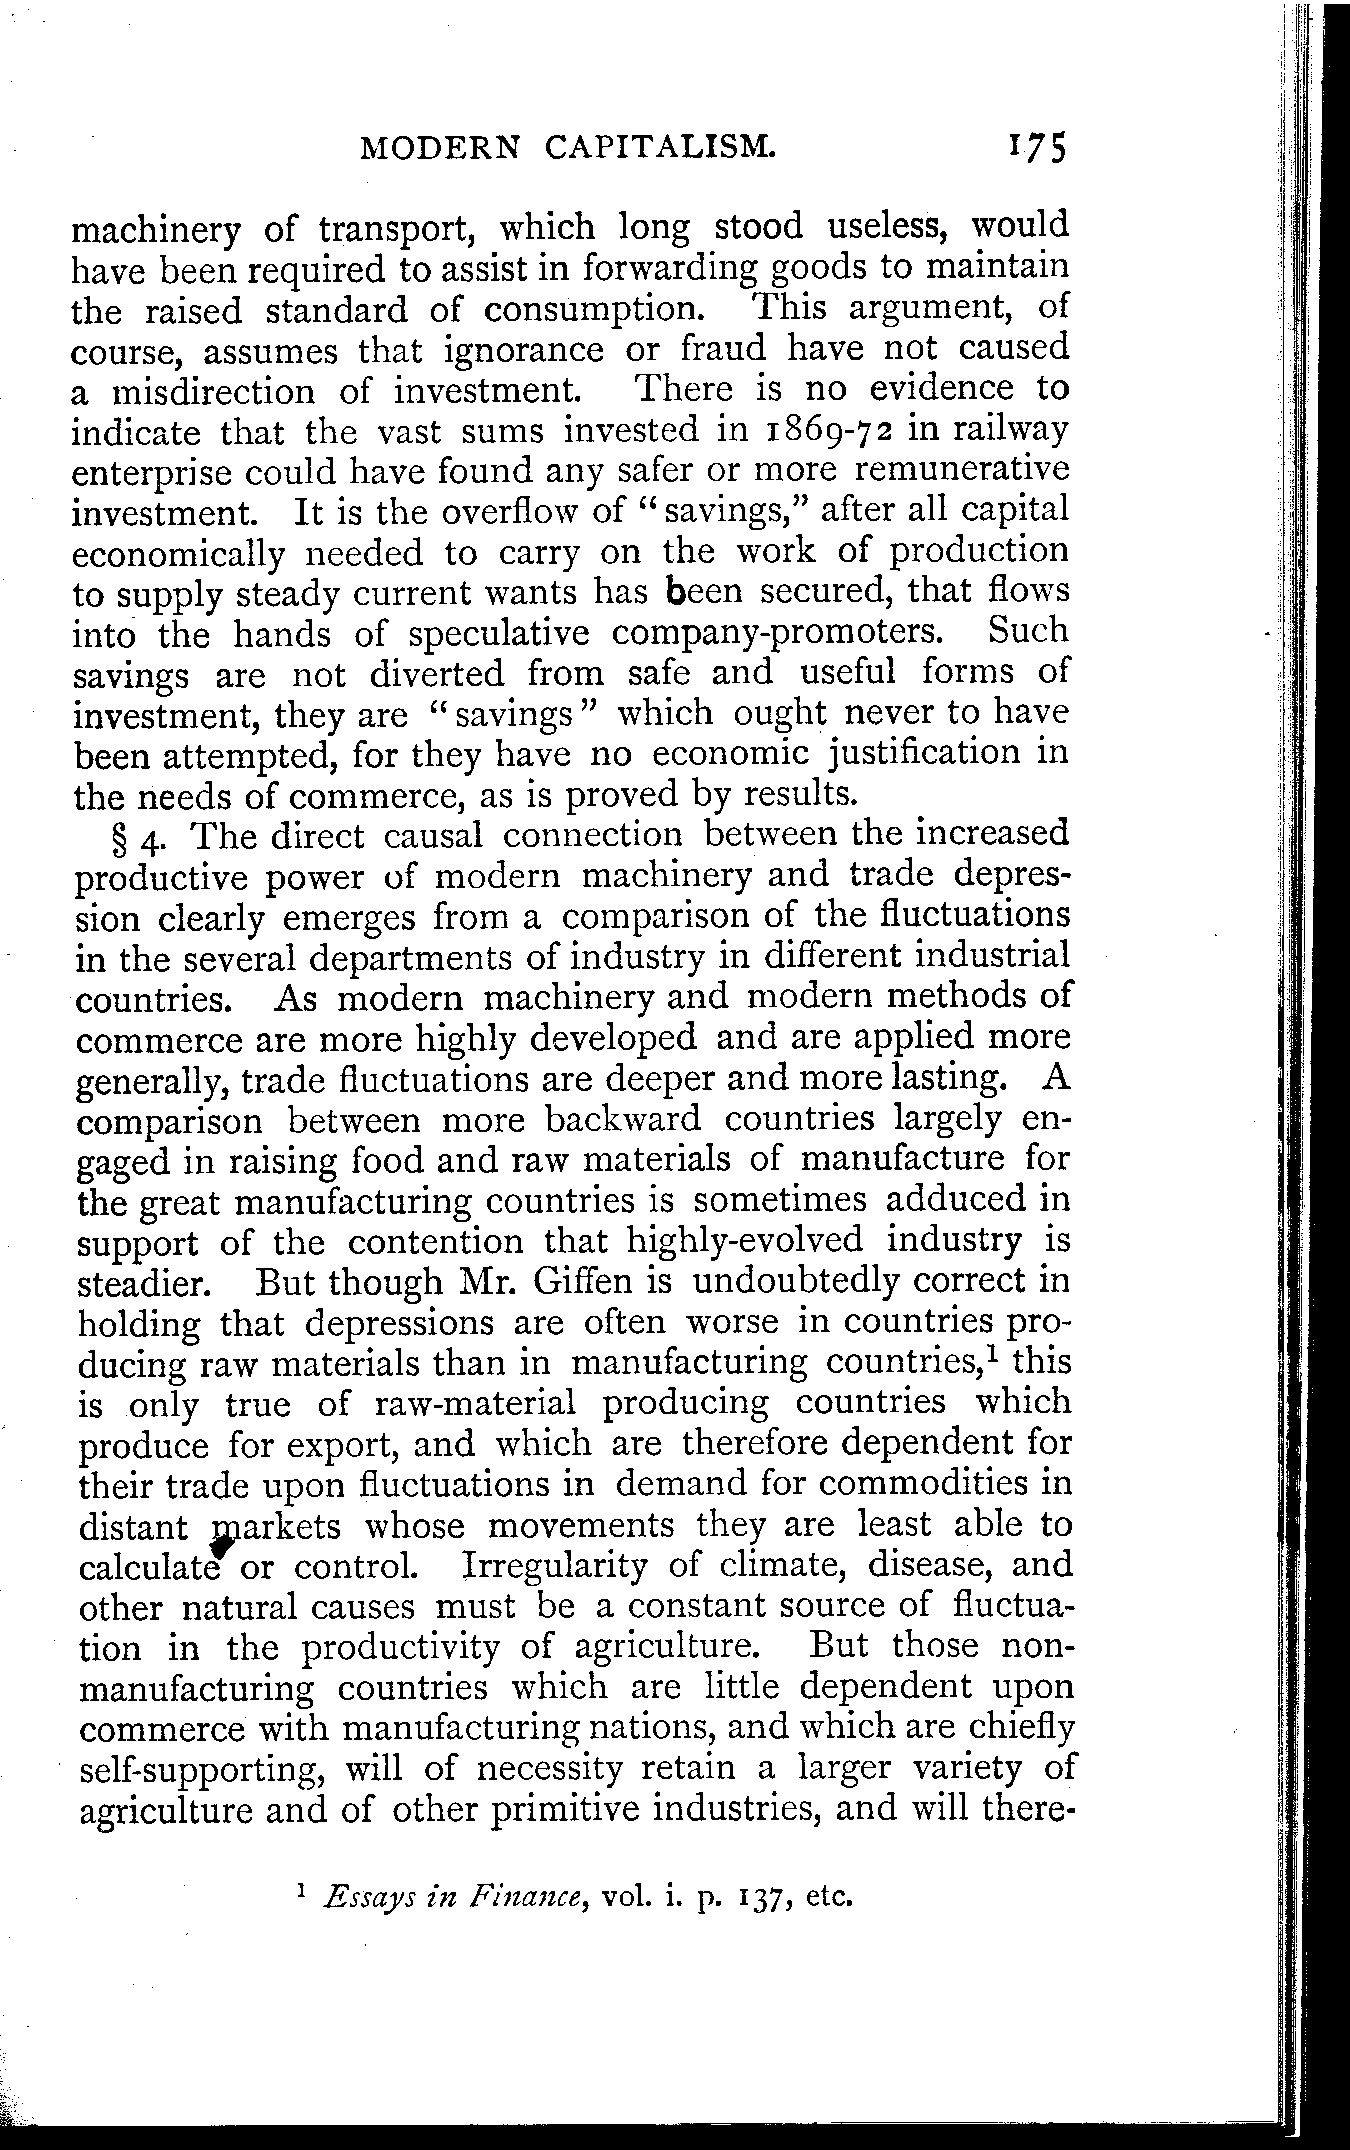 MODERN CAPITALISM. 175
machinery of transport, which long stood useless, would
have been required to assist in forwarding goods to maintain
the raised standard of consumption. This argument, of
course, assumes that ignorance or fraud have not caused
a misdirection of investment. There is no evidence to
indicate that the vast sums invested in 1869-72 in railway
enterprise could have found any safer or more remunerative
investment. It is the overflow of “savings,” after all capital
economically needed to carry on the work of production
to supply steady current wants has been secured, that flows
into the hands of speculative company-promoters. Such
savings are not diverted from safe and useful forms of
investment, they are “savings” which ought never to have
been attempted, for they have no economic justification in
the needs of commerce, as is proved by results.
§ 4. The direct causal connection between the increased
productive power of modern machinery and trade depres-
sion clearly emerges from a comparison of the fluctuations
in the several departments of industry in different industrial
countries. As modern machinery and modern methods of
commerce are more highly developed and are applied more
generally, trade fluctuations are deeper and more lasting. A
comparison between more backward countries largely en-
gaged in raising food and raw materials of manufacture for
the great manufacturing countries is sometimes adduced in
support of the contention that highly-evolved industry is
steadier. But though Mr. Giffen is undoubtedly correct in
holding that depressions are often worse in countries pro-
ducing raw materials than in manufacturing countries,¹ this
is only true of raw-material producing countries which
produce for export, and which are therefore dependent for
their trade upon fluctuations in demand for commodities in
distant markets whose movements they are least able to
calculate or control. Irregularity of climate, disease, and
other natural causes must be a constant source of fluctua-
tion in the productivity of agriculture. But those non-
manufacturing countries which are little dependent upon
commerce with manufacturing nations, and which are chiefly
self-supporting, will of necessity retain a larger variety of
agriculture and of other primitive industries, and will there-
¹ Essays in Finance, vol. i. p. 137, etc.